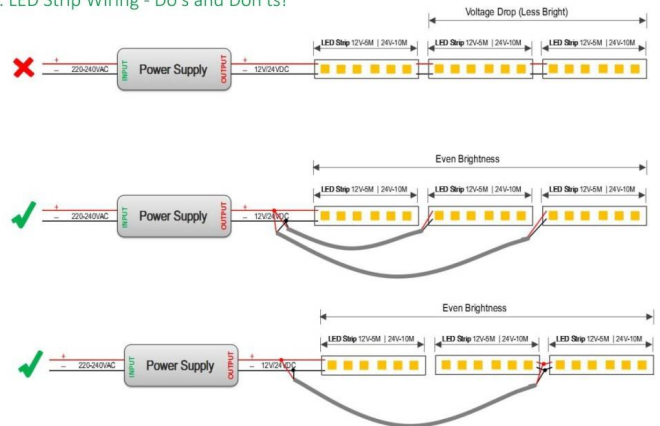 . LED Strip Wiring - Do's and Don'ts!
Voltage Drop (Less Bright)
LED Strip 12V-5M | 24V-10M
LED Strip 12V-5M | 24V-10M
LED Strip 12V-5M | 24V-10M
+
– 220-240VAC
INPUT
Power Supply
OUTPUT
+
– 12V/24VDC
Even Brightness
LED Strip 12V-5M | 24V-10M
LED Strip 12V-5M | 24V-10M
LED Strip 12V-5M | 24V-10M
+
– 220-240VAC
INPUT
Power Supply
OUTPUT
+
– 12V/24VDC
Even Brightness
LED Strip 12V-5M | 24V-10M
LED Strip 12V-5M | 24V-10M
LED Strip 12V-5M | 24V-10M
+
– 220-240VAC
INPUT
Power Supply
OUTPUT
+
– 12V/24VDC